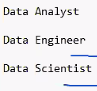 Data Analyst
Data Engineer
Data Scientist